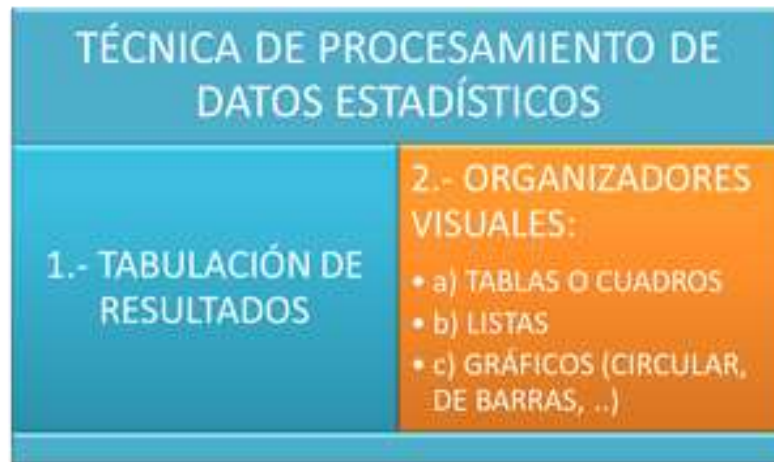 TÉCNICA DE PROCESAMIENTO DE
DATOS ESTADÍSTICOS
1.- TABULACIÓN DE
RESULTADOS
2.- ORGANIZADORES
VISUALES:
• a) TABLAS O CUADROS
• b) LISTAS
• c) GRÁFICOS (CIRCULAR,
DE BARRAS, ..)